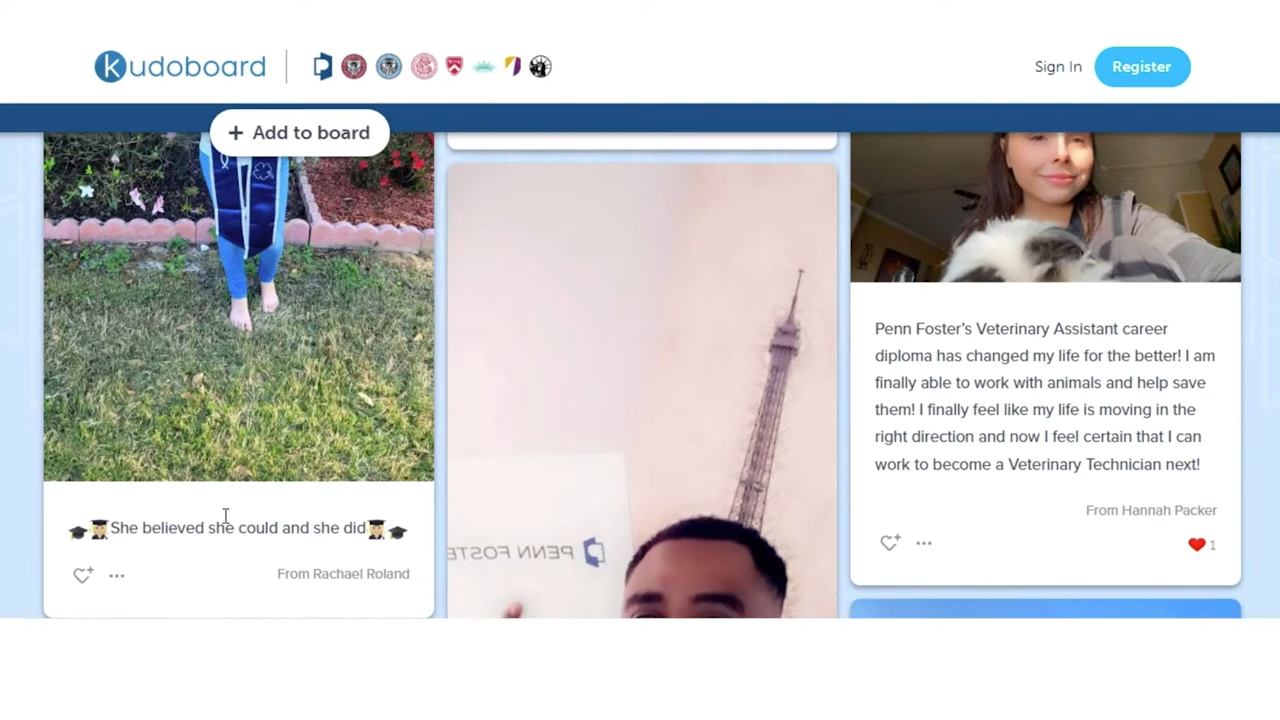 kudoboard
Sign In
Register
+ Add to board
🎓👩🏼‍🎓She believed she could and she did👩🏼‍🎓🎓
From Rachael Roland
PENN FOSTE
Penn Foster’s Veterinary Assistant career
diploma has changed my life for the better! I am
finally able to work with animals and help save
them! I finally feel like my life is moving in the
right direction and now I feel certain that I can
work to become a Veterinary Technician next!
From Hannah Packer
1